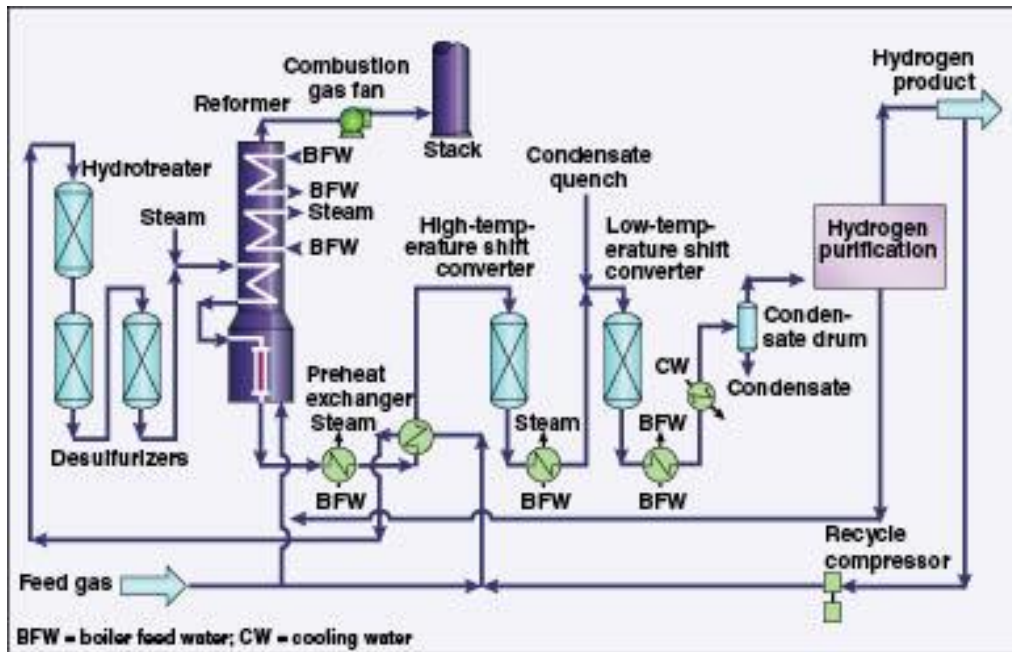 Hydrogen
product
Combustion
gas fan
Reformer
Stack
BFW
Condensate
quench
Hydrotreater
BFW
Steam
Steam
High-temp-
erature shift
converter
Low-temp-
erature shift
converter
Hydrogen
purification
BFW
Conden-
sate drum
Preheat
exchanger
CW
Condensate
Steam
Steam
BFW
Desulfurizers
BFW
BFW
BFW
Recycle
compressor
Feed gas
BFW = boiler feed water; CW = cooling water